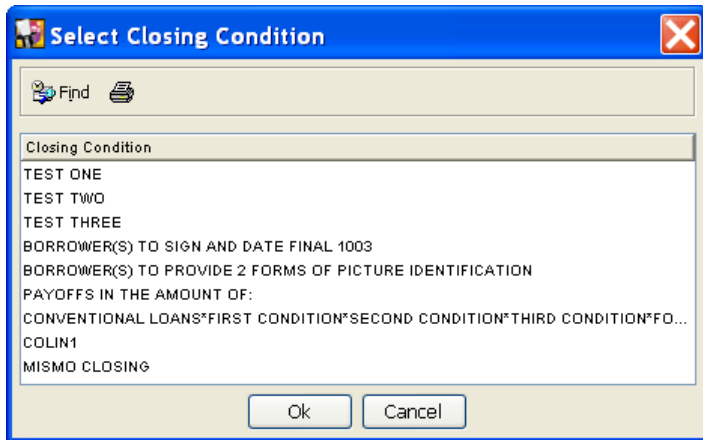 Select Closing Condition
Find
Closing Condition
TEST ONE
TEST TWO
TEST THREE
BORROWER(S) TO SIGN AND DATE FINAL 1003
BORROWER(S) TO PROVIDE 2 FORMS OF PICTURE IDENTIFICATION
PAYOFFS IN THE AMOUNT OF:
CONVENTIONAL LOANS*FIRST CONDITION*SECOND CONDITION*THIRD CONDITION*FO...
COLIN1
MISMO CLOSING
Ok Cancel